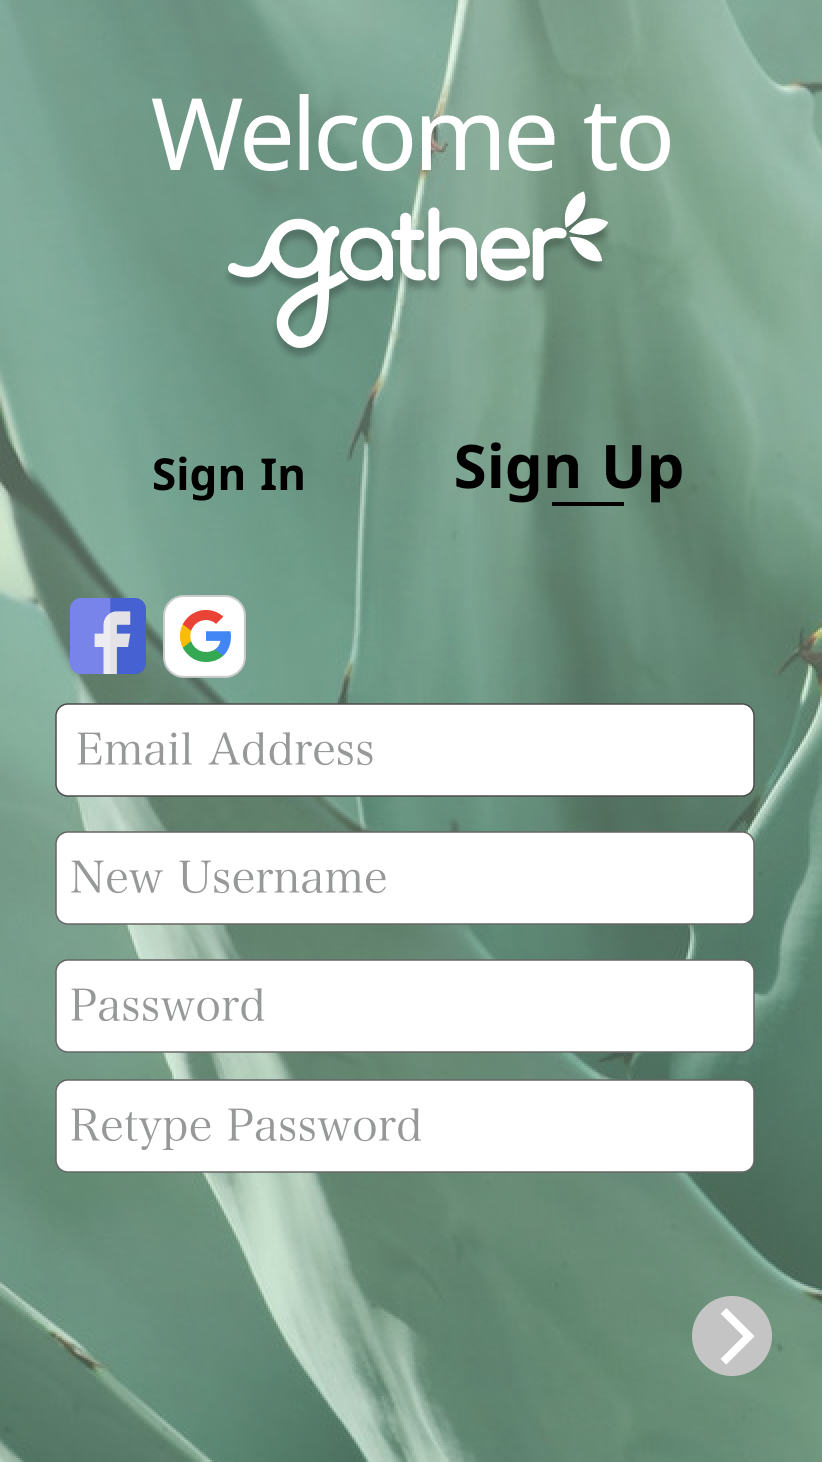 Welcome to
gather
Sign In Sign Up
Email Address
New Username
Password
Retype Password